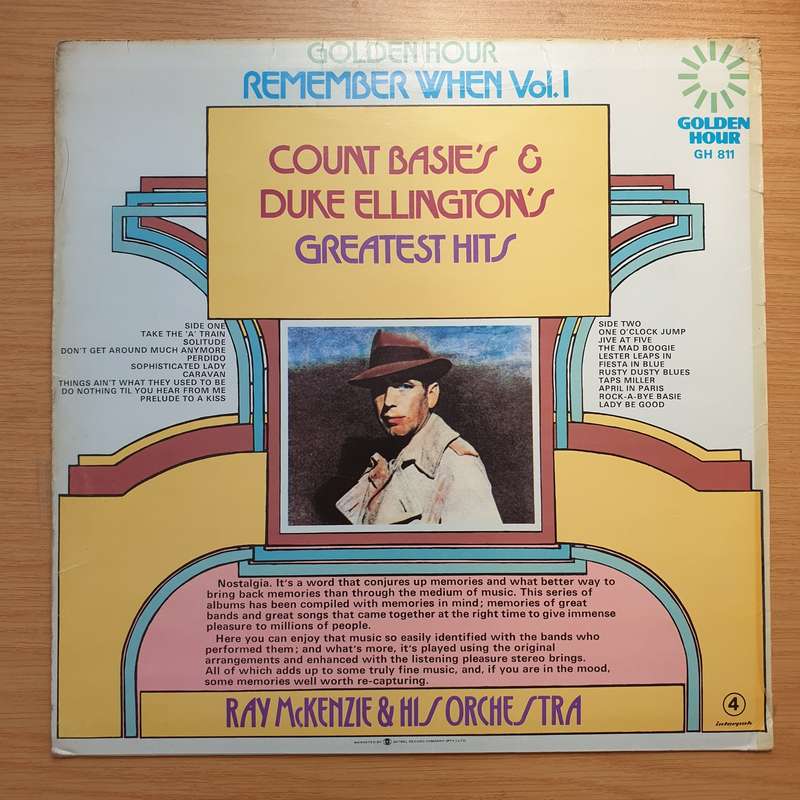 GOLDEN HOUR
REMEMBER WHEN Vol.1
GOLDEN
HOUR
GH 811
COUNT BASIE'S &
DUKE ELLINGTON'S
GREATEST HITS
SIDE ONE
TAKE THE 'A' TRAIN
SOLITUDE
DON'T GET AROUND MUCH ANYMORE
PERDIDO
SOPHISTICATED LADY
CARAVAN
THINGS AIN'T WHAT THEY USED TO BE
DO NOTHING TIL YOU HEAR FROM ME
PRELUDE TO A KISS
SIDE TWO
ONE O'CLOCK JUMP
JIVE AT FIVE
THE MAD BOOGIE
LESTER LEAPS IN
FIESTA IN BLUE
RUSTY DUSTY BLUES
TAPS MILLER
APRIL IN PARIS
ROCK-A-BYE BASIE
LADY BE GOOD
Nostalgia. It's a word that conjures up memories and what better way to
bring back memories than through the medium of music. This series of
albums has been compiled with memories in mind; memories of great
bands and great songs that came together at the right time to give immense
pleasure to millions of people.
Here you can enjoy that music so easily identified with the bands who
performed them; and what's more, it's played using the original
arrangements and enhanced with the listening pleasure stereo brings.
All of which adds up to some truly fine music, and, if you are in the mood,
some memories well worth re-capturing.
RAY McKENZIE & HIS ORCHESTRA
4
interpak